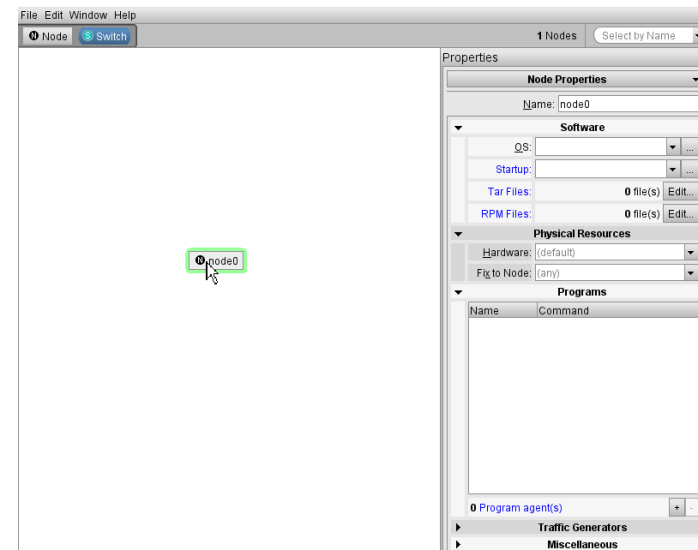 File Edit Window Help
N Node S Switch 1 Nodes Select by Name
Properties
Node Properties
Name: node0
Software
OS: ...
Startup: ...
Tar Files: 0 file(s) Edit...
RPM Files: 0 file(s) Edit...
Physical Resources
Hardware: (default)
N node0
Fix to Node: (any)
Programs
Name Command
0 Program agent(s) + -
Traffic Generators
Miscellaneous